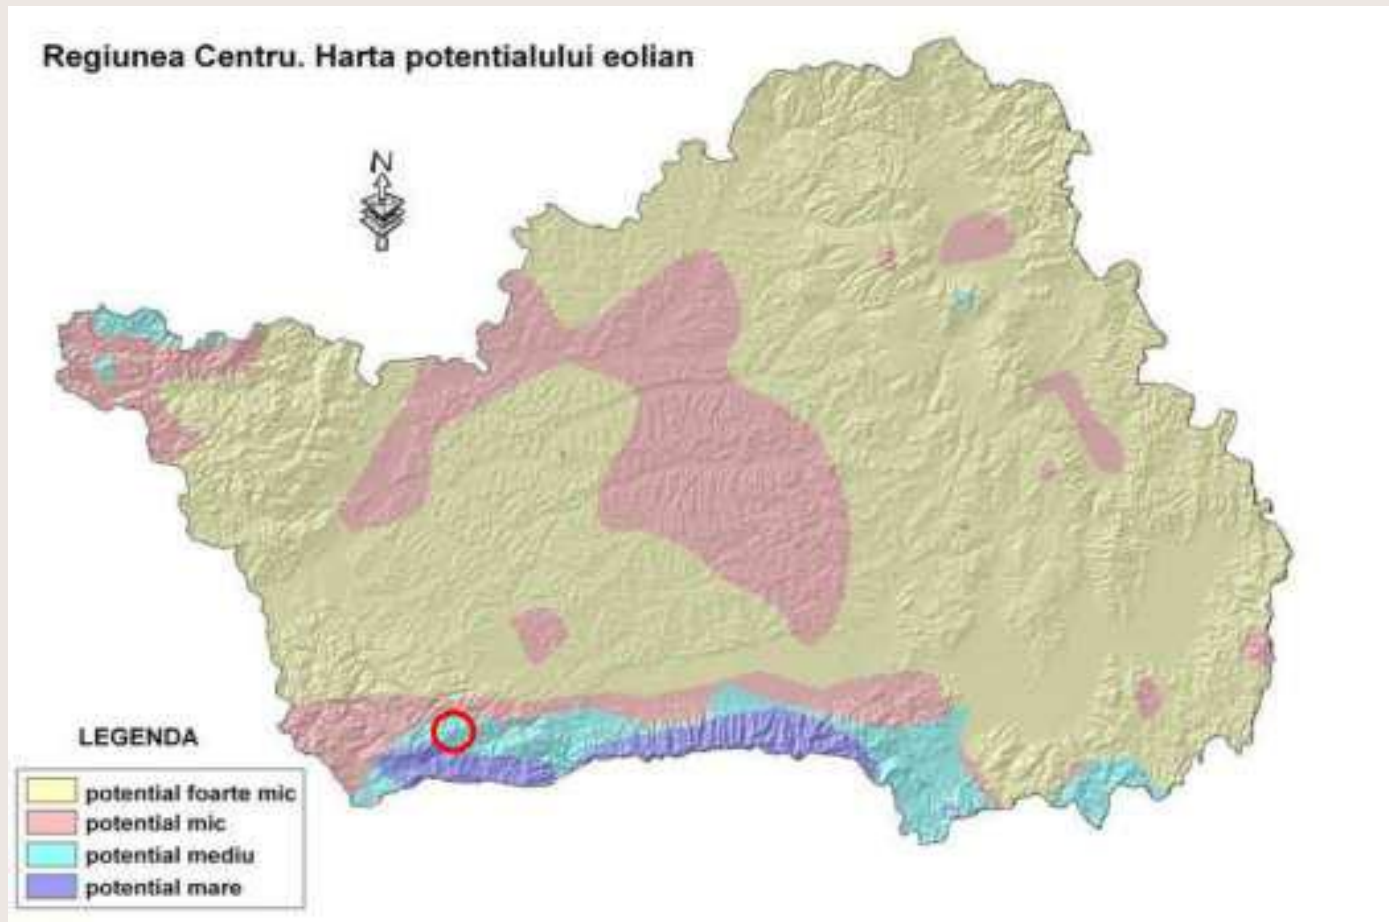 Regiunea Centru. Harta potentialului eolian
N
LEGENDA
potential foarte mic
potential mic
potential mediu
potential mare